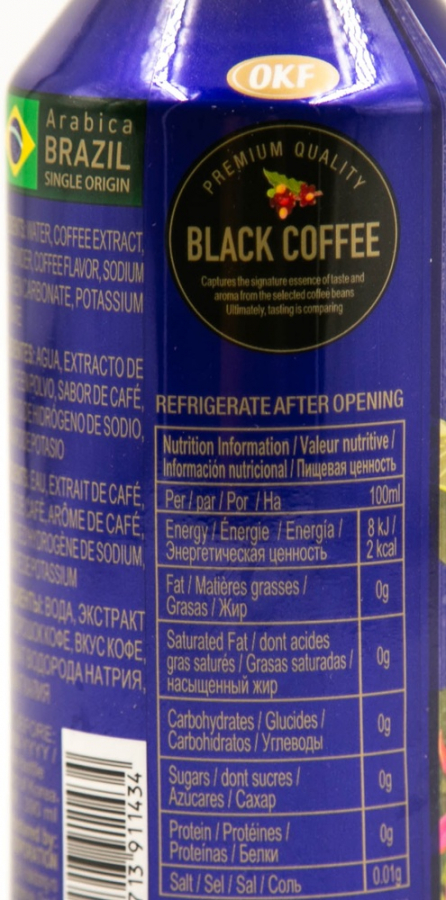 OKF
Arabica
BRAZIL
SINGLE ORIGIN
PREMIUM QUALITY
BLACK COFFEE
Captures the signature essence of taste and
aroma from the selected coffee beans
Ultimately, tasting is comparing
WATER, COFFEE EXTRACT,
COFFEE FLAVOR, SODIUM
CARBONATE, POTASSIUM
AGUA, EXTRACTO DE
POLVO, SABOR DE CAFÉ,
HIDRÓGENO DE SODIO,
POTASIO
EAU, EXTRAIT DE CAFÉ,
CAFÉ, ARÔME DE CAFÉ,
HYDROGÈNE DE SODIUM,
POTASSIUM
ВОДА, ЭКСТРАКТ
КОФЕ, ВКУС КОФЕ,
ВОДОРОДА НАТРИЯ,
REFRIGERATE AFTER OPENING
Nutrition Information / Valeur nutritive /
Información nutricional / Пищевая ценность
Per / par / Por / На 100ml
Energy / Énergie / Energía / 8 kJ /
Энергетическая ценность 2 kcal
Fat / Matières grasses /
Grasas / Жир 0g
Saturated Fat / dont acides
gras saturés / Grasas saturadas / 0g
насыщенный жир
Carbohydrates / Glucides /
Carbohidratos / Углеводы 0g
Sugars / dont sucres /
Azucares / Сахар 0g
Protein / Protéines /
Proteínas / Белки 0g
Salt / Sel / Sal / Соль 0.01g
713 911434